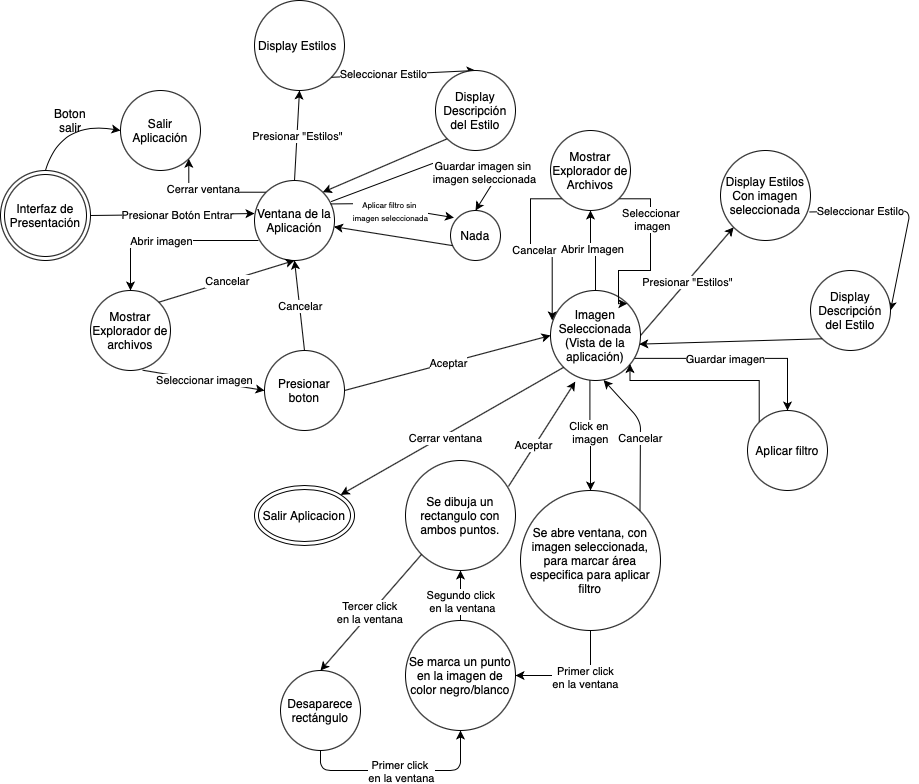 Display Estilos
Seleccionar Estilo
Display
Descripción
del Estilo
Boton
salir
Salir
Aplicación
Presionar "Estilos"
Guardar imagen sin
imagen seleccionada
Mostrar
Explorador de
Archivos
Display Estilos
Con imagen
seleccionada
Seleccionar Estilo
Cerrar ventana
Interfaz de
Presentación
Presionar Botón Entrar
Ventana de la
Aplicación
Aplicar filtro sin
imagen seleccionada
Nada
Seleccionar
imagen
Cancelar
Abrir Imagen
Abrir imagen
Cancelar
Presionar "Estilos"
Mostrar
Explorador de
archivos
Cancelar
Imagen
Seleccionada
(Vista de la
aplicación)
Display
Descripción
del Estilo
Seleccionar imagen
Presionar
boton
Aceptar
Guardar imagen
Cerrar ventana
Aceptar
Click en
imagen
Cancelar
Aplicar filtro
Salir Aplicacion
Se dibuja un
rectangulo con
ambos puntos.
Se abre ventana, con
imagen seleccionada,
para marcar área
especifica para aplicar
filtro
Tercer click
en la ventana
Segundo click
en la ventana
Se marca un punto
en la imagen de
color negro/blanco
Primer click
en la ventana
Desaparece
rectángulo
Primer click
en la ventana